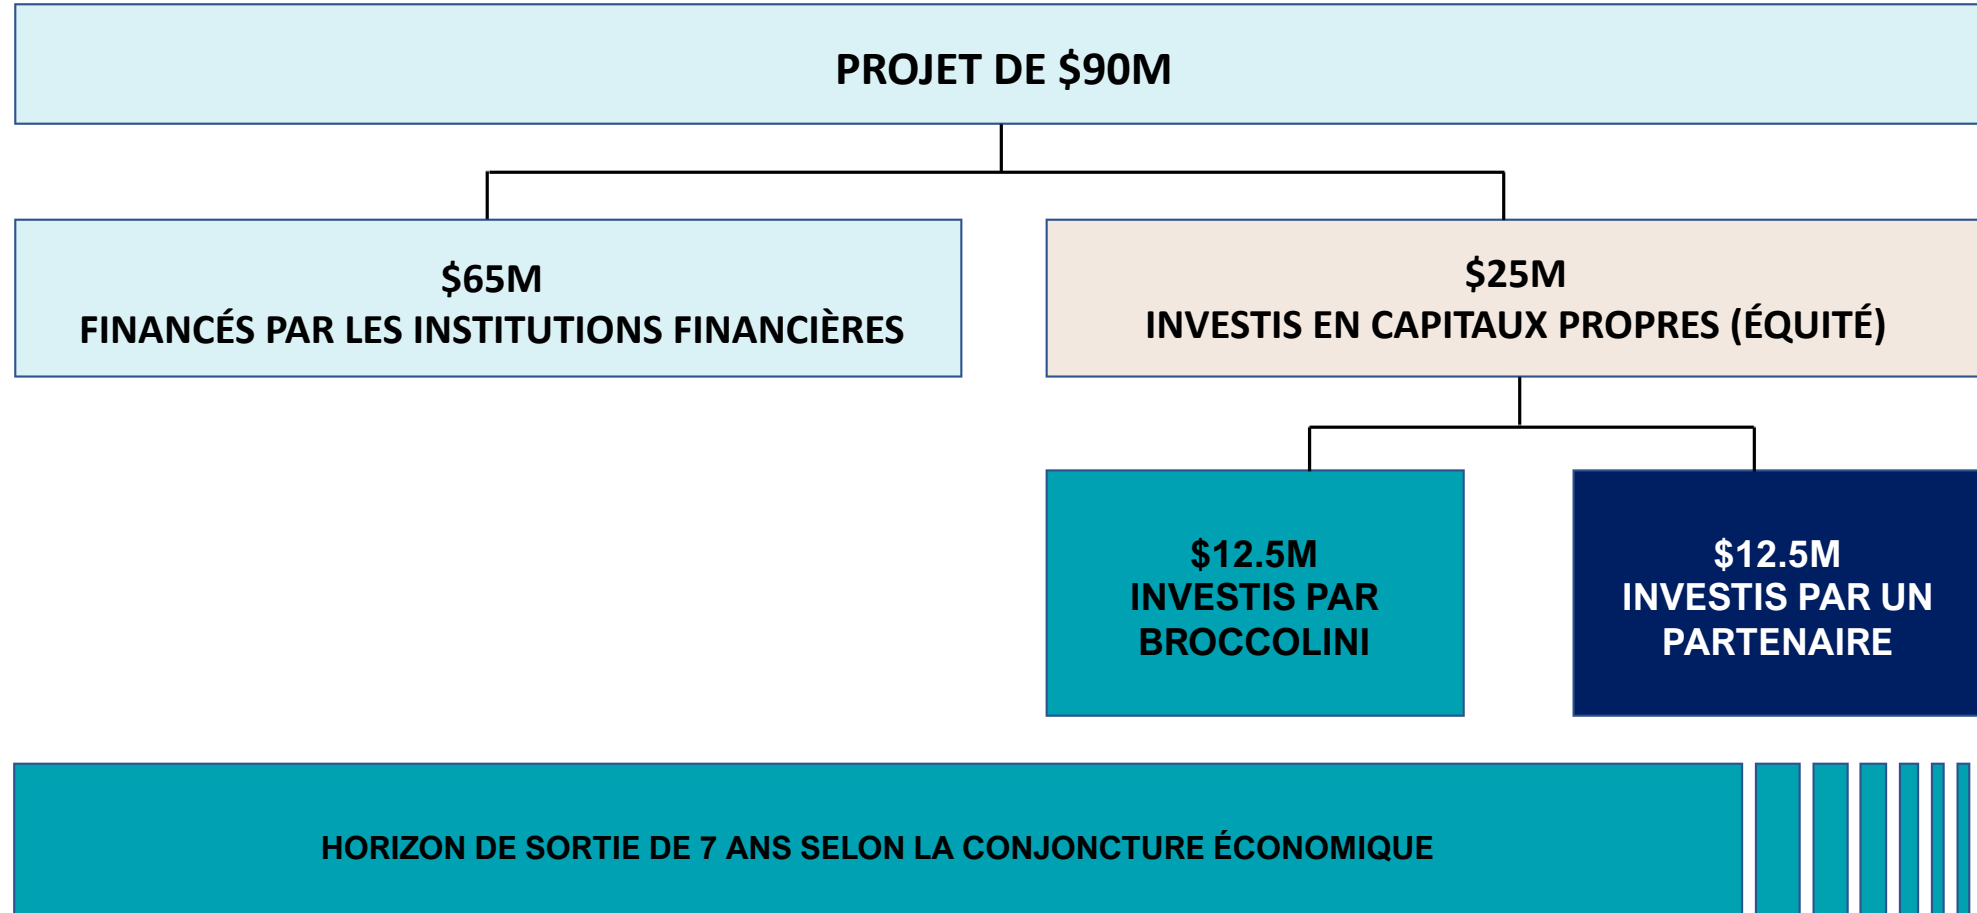 PROJET DE $90M
$65M
FINANCÉS PAR LES INSTITUTIONS FINANCIÈRES
$25M
INVESTIS EN CAPITAUX PROPRES (ÉQUITÉ)
$12.5M
INVESTIS PAR
BROCCOLINI
$12.5M
INVESTIS PAR UN
PARTENAIRE
HORIZON DE SORTIE DE 7 ANS SELON LA CONJONCTURE ÉCONOMIQUE